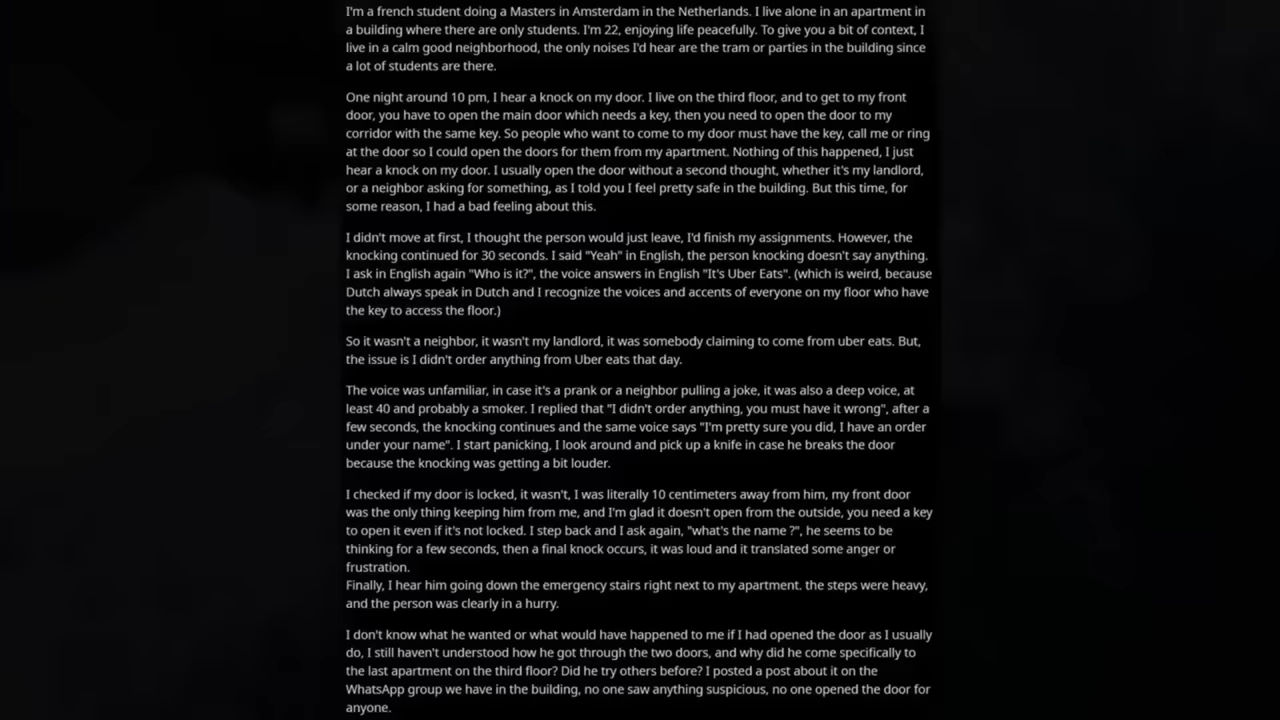 I'm a french student doing a Masters in Amsterdam in the Netherlands. I live alone in an apartment in
a building where there are only students. I'm 22, enjoying life peacefully. To give you a bit of context, I
live in a calm good neighborhood, the only noises I'd hear are the tram or parties in the building since
a lot of students are there.
One night around 10 pm, I hear a knock on my door. I live on the third floor, and to get to my front
door, you have to open the main door which needs a key, then you need to open the door to my
corridor with the same key. So people who want to come to my door must have the key, call me or ring
at the door so I could open the doors for them from my apartment. Nothing of this happened, I just
hear a knock on my door. I usually open the door without a second thought, whether it's my landlord,
or a neighbor asking for something, as I told you I feel pretty safe in the building. But this time, for
some reason, I had a bad feeling about this.
I didn't move at first, I thought the person would just leave, I'd finish my assignments. However, the
knocking continued for 30 seconds. I said "Yeah" in English, the person knocking doesn't say anything.
I ask in English again "Who is it?", the voice answers in English "It's Uber Eats". (which is weird, because
Dutch always speak in Dutch and I recognize the voices and accents of everyone on my floor who have
the key to access the floor.)
So it wasn't a neighbor, it wasn't my landlord, it was somebody claiming to come from uber eats. But,
the issue is I didn't order anything from Uber eats that day.
The voice was unfamiliar, in case it's a prank or a neighbor pulling a joke, it was also a deep voice, at
least 40 and probably a smoker. I replied that "I didn't order anything, you must have it wrong", after a
few seconds, the knocking continues and the same voice says "I'm pretty sure you did, I have an order
under your name". I start panicking, I look around and pick up a knife in case he breaks the door
because the knocking was getting a bit louder.
I checked if my door is locked, it wasn't, I was literally 10 centimeters away from him, my front door
was the only thing keeping him from me, and I'm glad it doesn't open from the outside, you need a key
to open it even if it's not locked. I step back and I ask again, "what's the name ?", he seems to be
thinking for a few seconds, then a final knock occurs, it was loud and it translated some anger or
frustration.
Finally, I hear him going down the emergency stairs right next to my apartment. the steps were heavy,
and the person was clearly in a hurry.
I don't know what he wanted or what would have happened to me if I had opened the door as I usually
do, I still haven't understood how he got through the two doors, and why did he come specifically to
the last apartment on the third floor? Did he try others before? I posted a post about it on the
WhatsApp group we have in the building, no one saw anything suspicious, no one opened the door for
anyone.